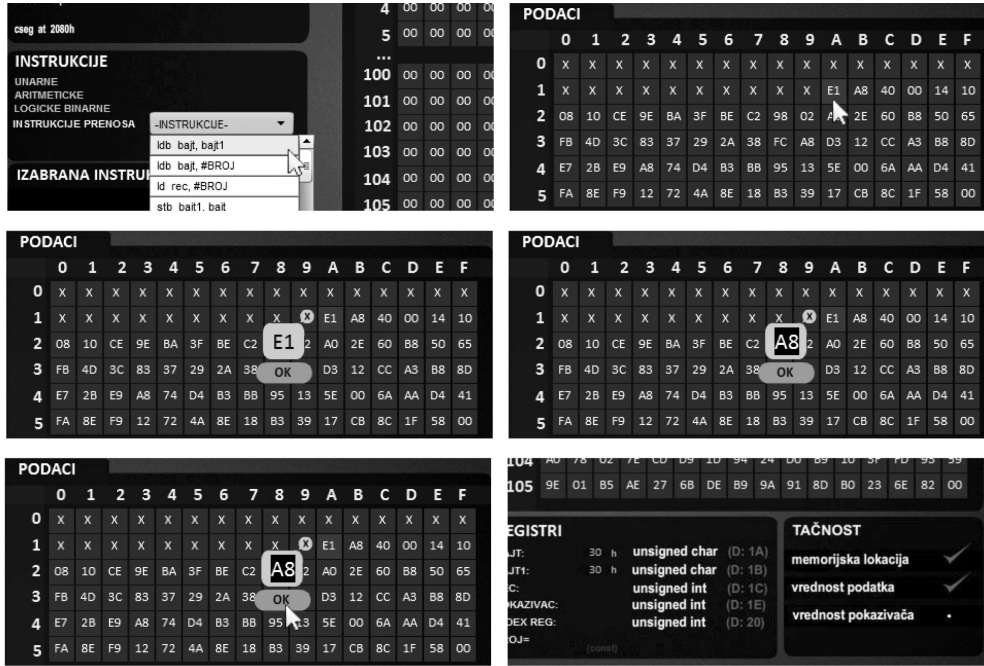 cseg at 2080h
INSTRUKCIJE
UNARNE
ARITMETICKE
LOGICKE BINARNE
INSTRUKCIJE PRENOSA
-INSTRUKCIJE-
ldb bajt, bajt1
ldb bajt, #BROJ
ld rec, #BROJ
stb bajt1, bajt
IZABRANA INSTRU
4 00 00 00
5 00 00 00
...
100 00 00 00
101 00 00 00
102 00 00 00
103 00 00 00
104 00 00 00
105 00 00 00
PODACI
0 1 2 3 4 5 6 7 8 9 A B C D E F
0 X X X X X X X X X X X X X X X X
1 X X X X X X X X X X E1 A8 40 00 14 10
2 08 10 CE 9E BA 3F BE C2 98 02 2E 60 B8 50 65
3 FB 4D 3C 83 37 29 2A 38 FC A8 D3 12 CC A3 B8 8D
4 E7 2B E9 A8 74 D4 B3 BB 95 13 5E 00 6A AA D4 41
5 FA 8E F9 12 72 4A 8E 18 B3 39 17 CB 8C 1F 58 00
PODACI
0 1 2 3 4 5 6 7 8 9 A B C D E F
0 X X X X X X X X X X X X X X X X
1 X X X X X X X X X X E1 A8 40 00 14 10
2 08 10 CE 9E BA 3F BE C2 E1 2 A0 2E 60 B8 50 65
3 FB 4D 3C 83 37 29 2A 38 OK D3 12 CC A3 B8 8D
4 E7 2B E9 A8 74 D4 B3 BB 95 13 5E 00 6A AA D4 41
5 FA 8E F9 12 72 4A 8E 18 B3 39 17 CB 8C 1F 58 00
PODACI
0 1 2 3 4 5 6 7 8 9 A B C D E F
0 X X X X X X X X X X X X X X X X
1 X X X X X X X X X X E1 A8 40 00 14 10
2 08 10 CE 9E BA 3F BE C2 A8 2 A0 2E 60 B8 50 65
3 FB 4D 3C 83 37 29 2A 38 OK D3 12 CC A3 B8 8D
4 E7 2B E9 A8 74 D4 B3 BB 95 13 5E 00 6A AA D4 41
5 FA 8E F9 12 72 4A 8E 18 B3 39 17 CB 8C 1F 58 00
PODACI
0 1 2 3 4 5 6 7 8 9 A B C D E F
0 X X X X X X X X X X X X X X X X
1 X X X X X X X X X X E1 A8 40 00 14 10
2 08 10 CE 9E BA 3F BE C2 A8 2 A0 2E 60 B8 50 65
3 FB 4D 3C 83 37 29 2A 38 OK D3 12 CC A3 B8 8D
4 E7 2B E9 A8 74 D4 B3 BB 95 13 5E 00 6A AA D4 41
5 FA 8E F9 12 72 4A 8E 18 B3 39 17 CB 8C 1F 58 00
104 A0 78 02 7E CD D9 1D 94 24 D0 B9 10 3F FD 93 59
105 9E 01 B5 AE 27 6B DE B9 9A 91 8D B0 23 6E 82 00
EGISTRI
JT: 30 h unsigned char (D: 1A)
JT1: 30 h unsigned char (D: 1B)
C: unsigned int (D: 1C)
KAZIVAC: unsigned int (D: 1E)
DEX REG: unsigned int (D: 20)
OJ=
(const)
TAČNOST
memorijska lokacija
vrednost podatka
vrednost pokazivača